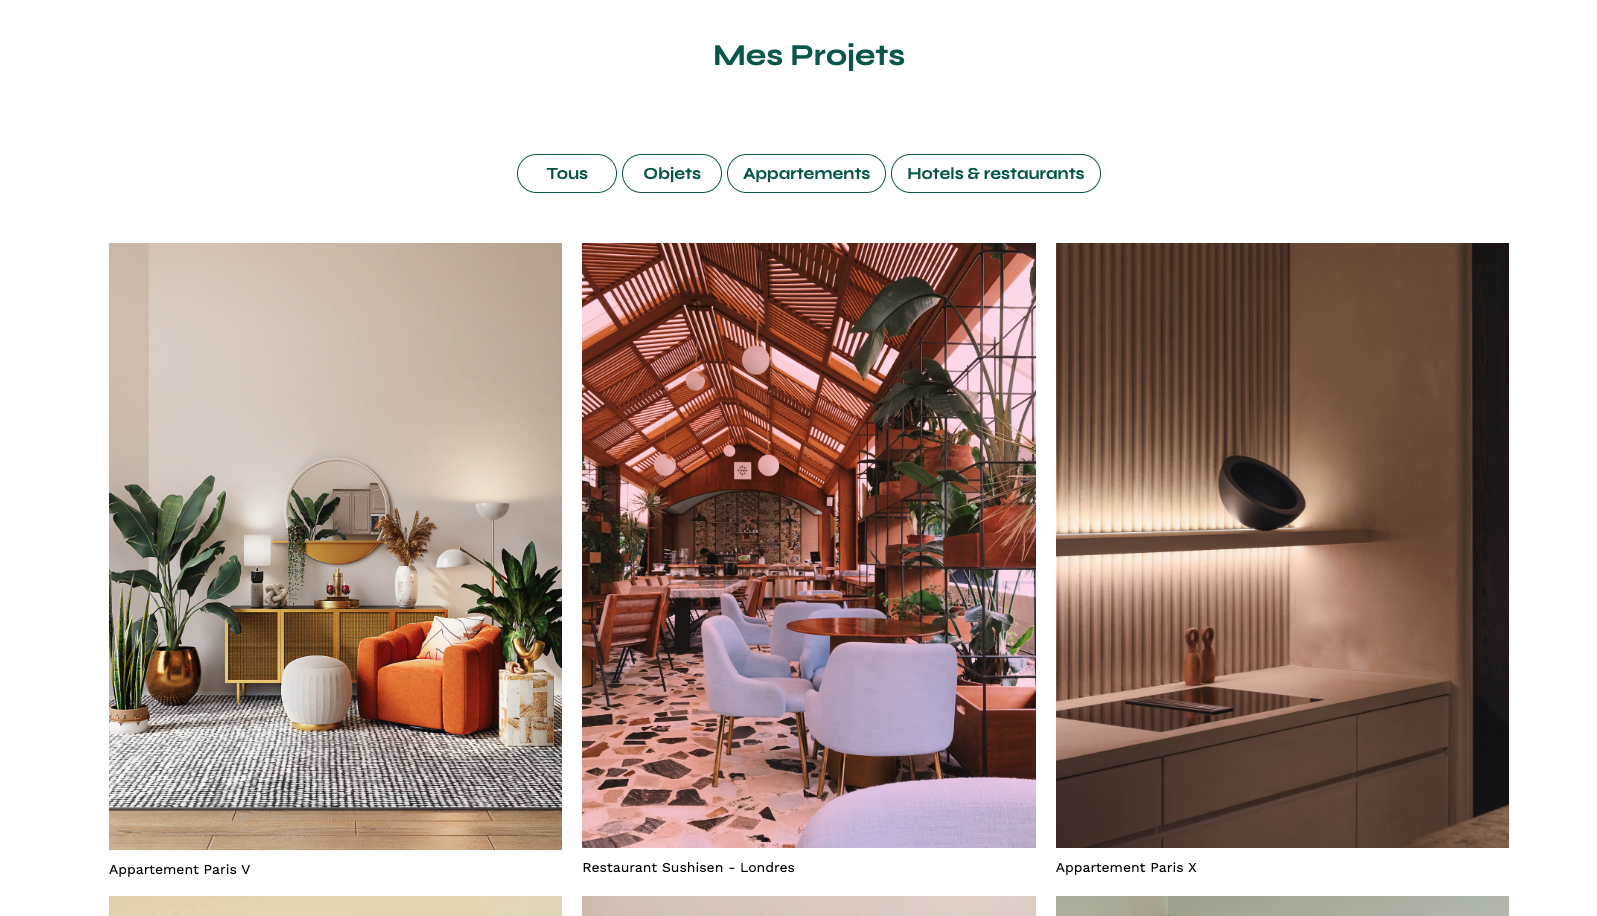 Mes Projets
Tous
Objets
Appartements
Hotels & restaurants
Appartement Paris V
Restaurant Sushisen - Londres
Appartement Paris X